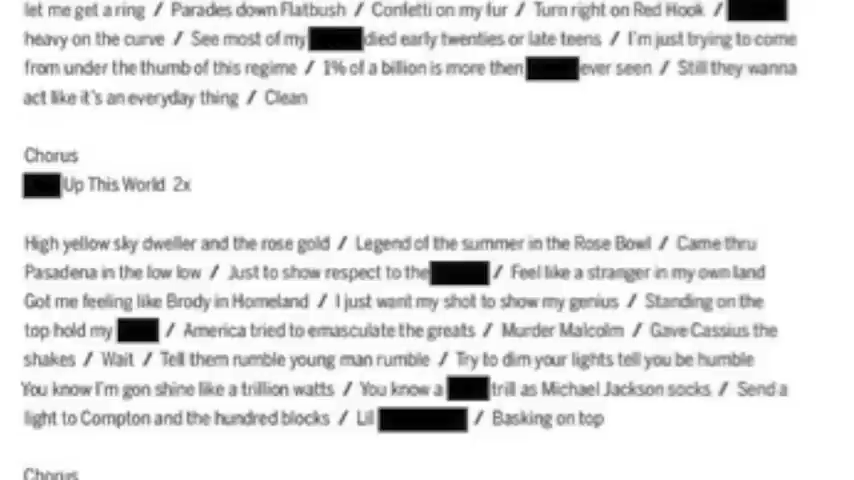 let me get a ring / Parades down Flatbush / Confetti on my fur / Turn right on Red Hook /
heavy on the curve / See most of my died early twenties or late teens / I'm just trying to come
from under the thumb of this regime / 1% of a billion is more then ever seen / Still they wanna
act like it's an everyday thing / Clean
Chorus
Up This World 2x
High yellow sky dweller and the rose gold / Legend of the summer in the Rose Bowl / Came thru
Pasadena in the low low / Just to show respect to the / Feel like a stranger in my own land
Got me feeling like Brody in Homeland / I just want my shot to show my genius / Standing on the
top hold my / America tried to emasculate the greats / Murder Malcolm / Gave Cassius the
shakes / Wait / Tell them rumble young man rumble / Try to dim your lights tell you be humble
You know I'm gon shine like a trillion watts / You know a trill as Michael Jackson socks / Send a
light to Compton and the hundred blocks / Lil / Basking on top
Chorus